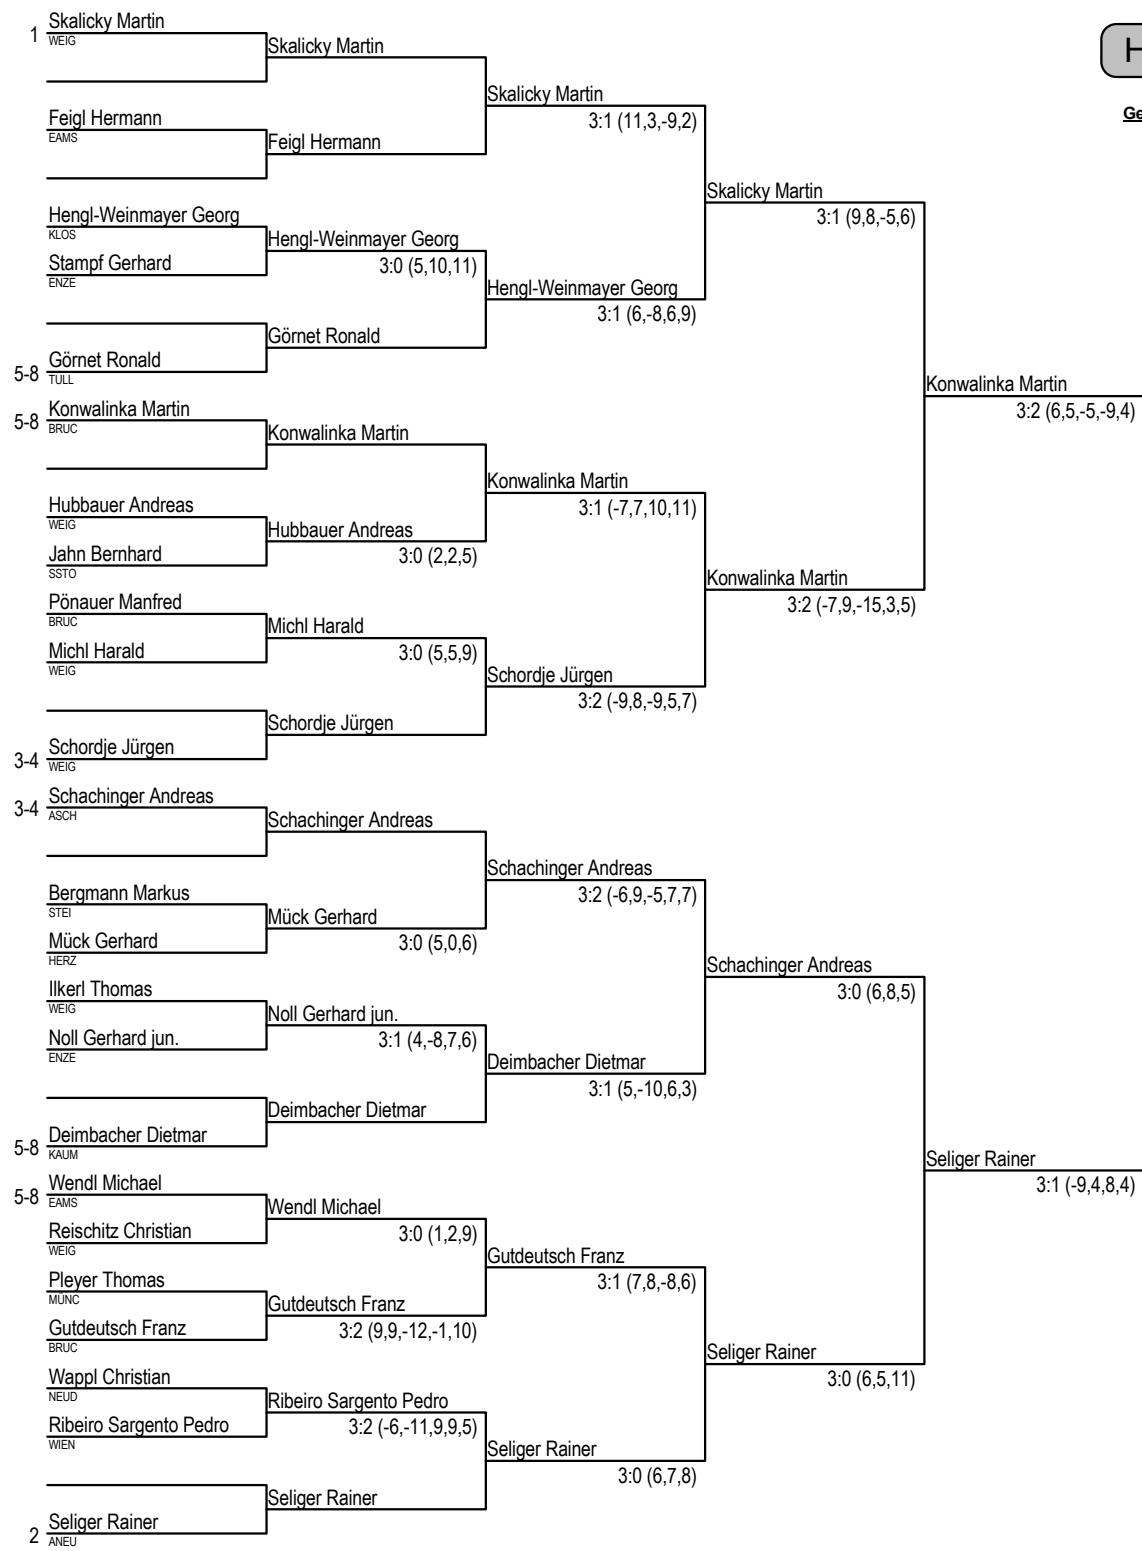 1 Skalicky Martin
WEIG
Skalicky Martin
Skalicky Martin
3:1 (11,3,-9,2)
Feigl Hermann
EAMS
Feigl Hermann
Skalicky Martin
3:1 (9,8,-5,6)
Hengl-Weinmayer Georg
KLOS
Hengl-Weinmayer Georg
3:0 (5,10,11)
Stampf Gerhard
ENZE
Hengl-Weinmayer Georg
3:1 (6,-8,6,9)
Görnet Ronald
5-8 Görnet Ronald
TULL
Konwalinka Martin
3:2 (6,5,-5,-9,4)
5-8 Konwalinka Martin
BRUC
Konwalinka Martin
Konwalinka Martin
3:1 (-7,7,10,11)
Hubbauer Andreas
WEIG
Hubbauer Andreas
3:0 (2,2,5)
Jahn Bernhard
SSTO
Konwalinka Martin
3:2 (-7,9,-15,3,5)
Pönauer Manfred
BRUC
Michl Harald
3:0 (5,5,9)
Michl Harald
WEIG
Schordje Jürgen
3:2 (-9,8,-9,5,7)
Schordje Jürgen
3-4 Schordje Jürgen
WEIG
3-4 Schachinger Andreas
ASCH
Schachinger Andreas
Schachinger Andreas
3:2 (-6,9,-5,7,7)
Bergmann Markus
STEI
Mück Gerhard
3:0 (5,0,6)
Mück Gerhard
HERZ
Schachinger Andreas
3:0 (6,8,5)
Ilkerl Thomas
WEIG
Noll Gerhard jun.
3:1 (4,-8,7,6)
Noll Gerhard jun.
ENZE
Deimbacher Dietmar
3:1 (5,-10,6,3)
Deimbacher Dietmar
5-8 Deimbacher Dietmar
KAUM
Seliger Rainer
3:1 (-9,4,8,4)
5-8 Wendl Michael
EAMS
Wendl Michael
3:0 (1,2,9)
Reischitz Christian
WEIG
Gutdeutsch Franz
3:1 (7,8,-8,6)
Pleyer Thomas
MÜNC
Gutdeutsch Franz
3:2 (9,9,-12,-1,10)
Gutdeutsch Franz
BRUC
Seliger Rainer
3:0 (6,5,11)
Wappl Christian
NEUD
Ribeiro Sargento Pedro
3:2 (-6,-11,9,9,5)
Ribeiro Sargento Pedro
WIEN
Seliger Rainer
3:0 (6,7,8)
Seliger Rainer
2 Seliger Rainer
ANEU
H
Ge